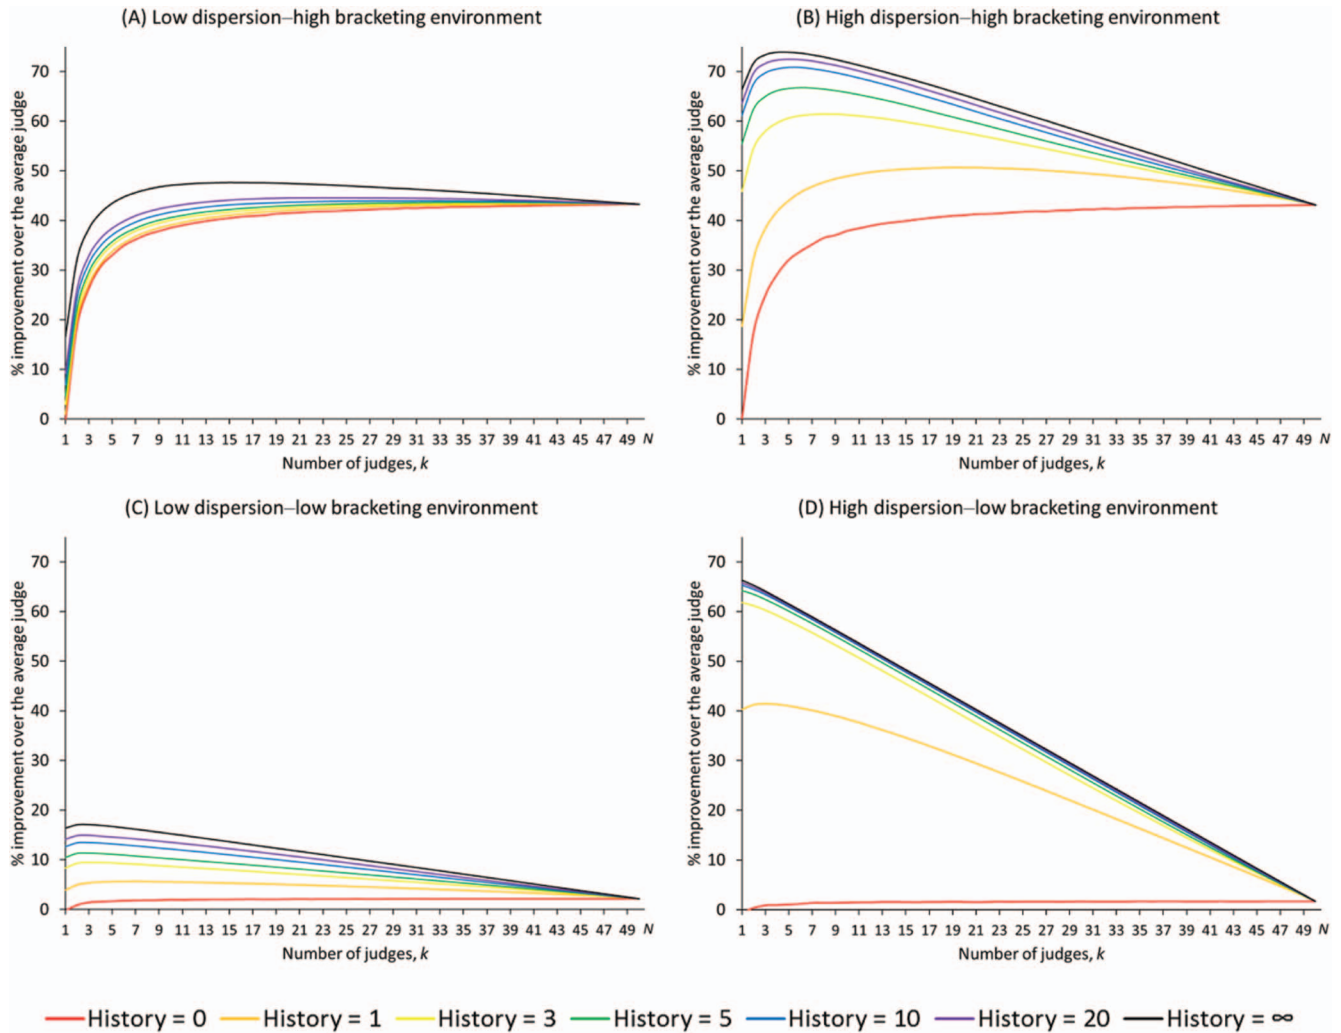 (A) Low dispersion–high bracketing environment
% improvement over the average judge
70
60
50
40
30
20
10
0
1 3 5 7 9 11 13 15 17 19 21 23 25 27 29 31 33 35 37 39 41 43 45 47 49 N
Number of judges, k
(B) High dispersion–high bracketing environment
% improvement over the average judge
70
60
50
40
30
20
10
0
1 3 5 7 9 11 13 15 17 19 21 23 25 27 29 31 33 35 37 39 41 43 45 47 49 N
Number of judges, k
(C) Low dispersion–low bracketing environment
% improvement over the average judge
70
60
50
40
30
20
10
0
1 3 5 7 9 11 13 15 17 19 21 23 25 27 29 31 33 35 37 39 41 43 45 47 49 N
Number of judges, k
(D) High dispersion–low bracketing environment
% improvement over the average judge
70
60
50
40
30
20
10
0
1 3 5 7 9 11 13 15 17 19 21 23 25 27 29 31 33 35 37 39 41 43 45 47 49 N
Number of judges, k
History = 0 History = 1 History = 3 History = 5 History = 10 History = 20 History = ∞